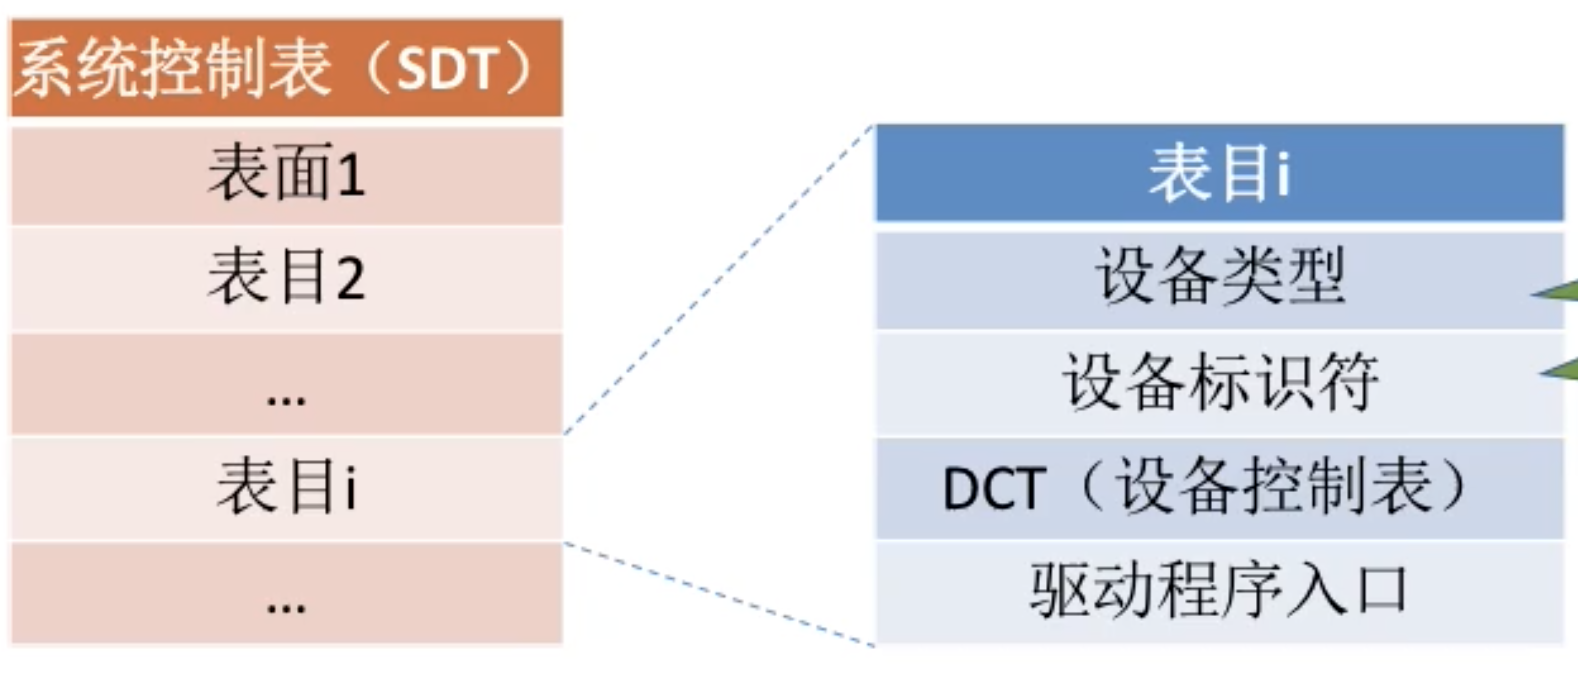 系统控制表（SDT）
表面1
表目2
...
表目i
...
表目i
设备类型
设备标识符
DCT（设备控制表）
驱动程序入口